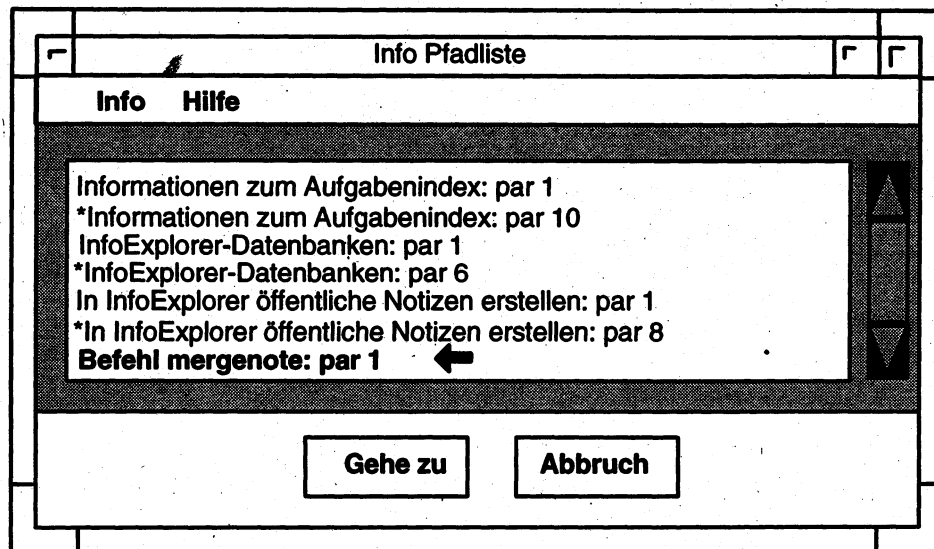 Info Pfadliste
Info Hilfe
Informationen zum Aufgabenindex: par 1
*Informationen zum Aufgabenindex: par 10
InfoExplorer-Datenbanken: par 1
*InfoExplorer-Datenbanken: par 6
In InfoExplorer öffentliche Notizen erstellen: par 1
*In InfoExplorer öffentliche Notizen erstellen: par 8
Befehl mergenote: par 1
Gehe zu Abbruch